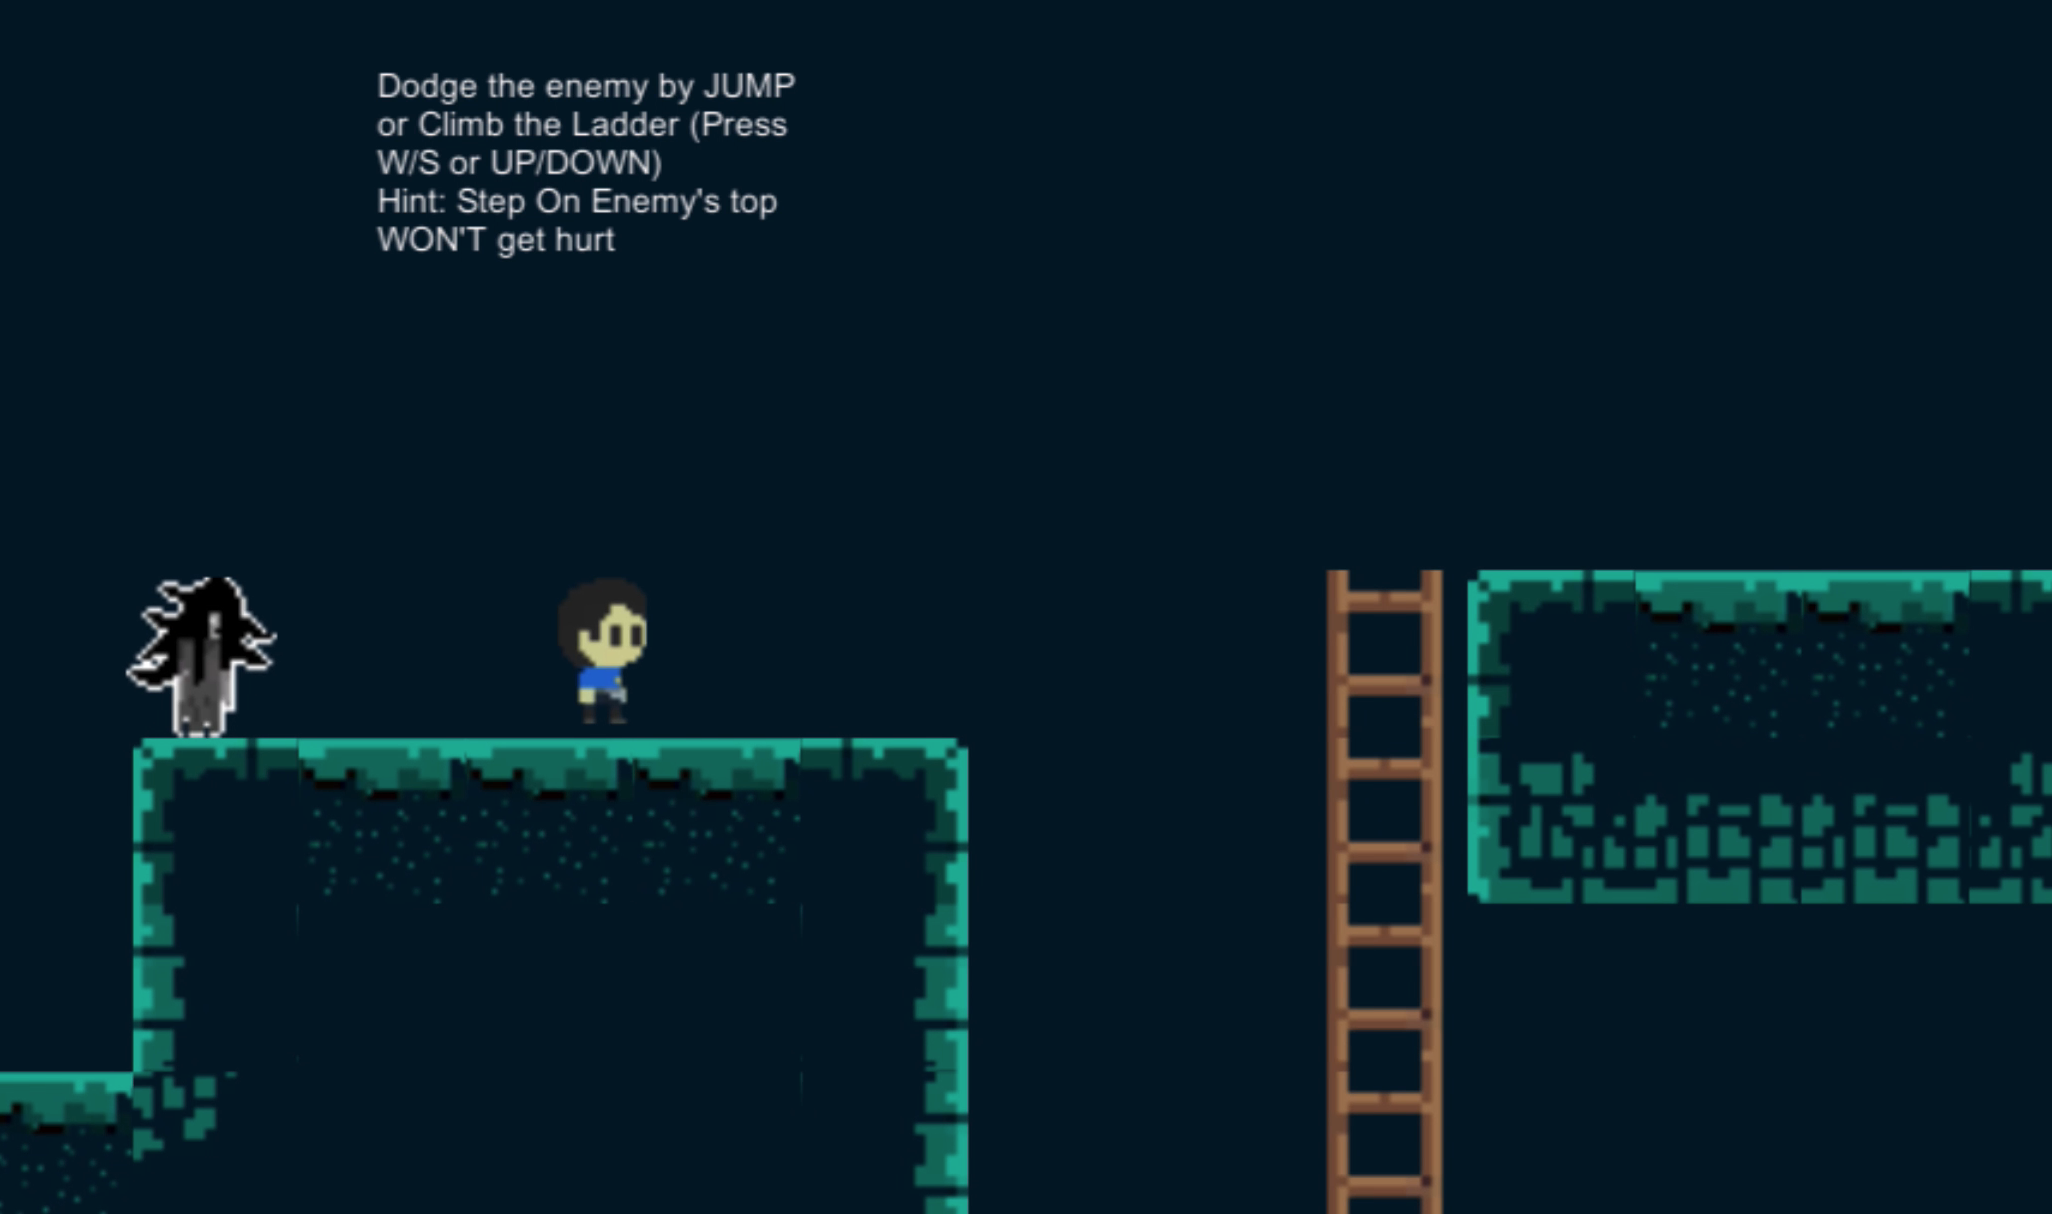 Dodge the enemy by JUMP
or Climb the Ladder (Press
W/S or UP/DOWN)
Hint: Step On Enemy's top
WON'T get hurt